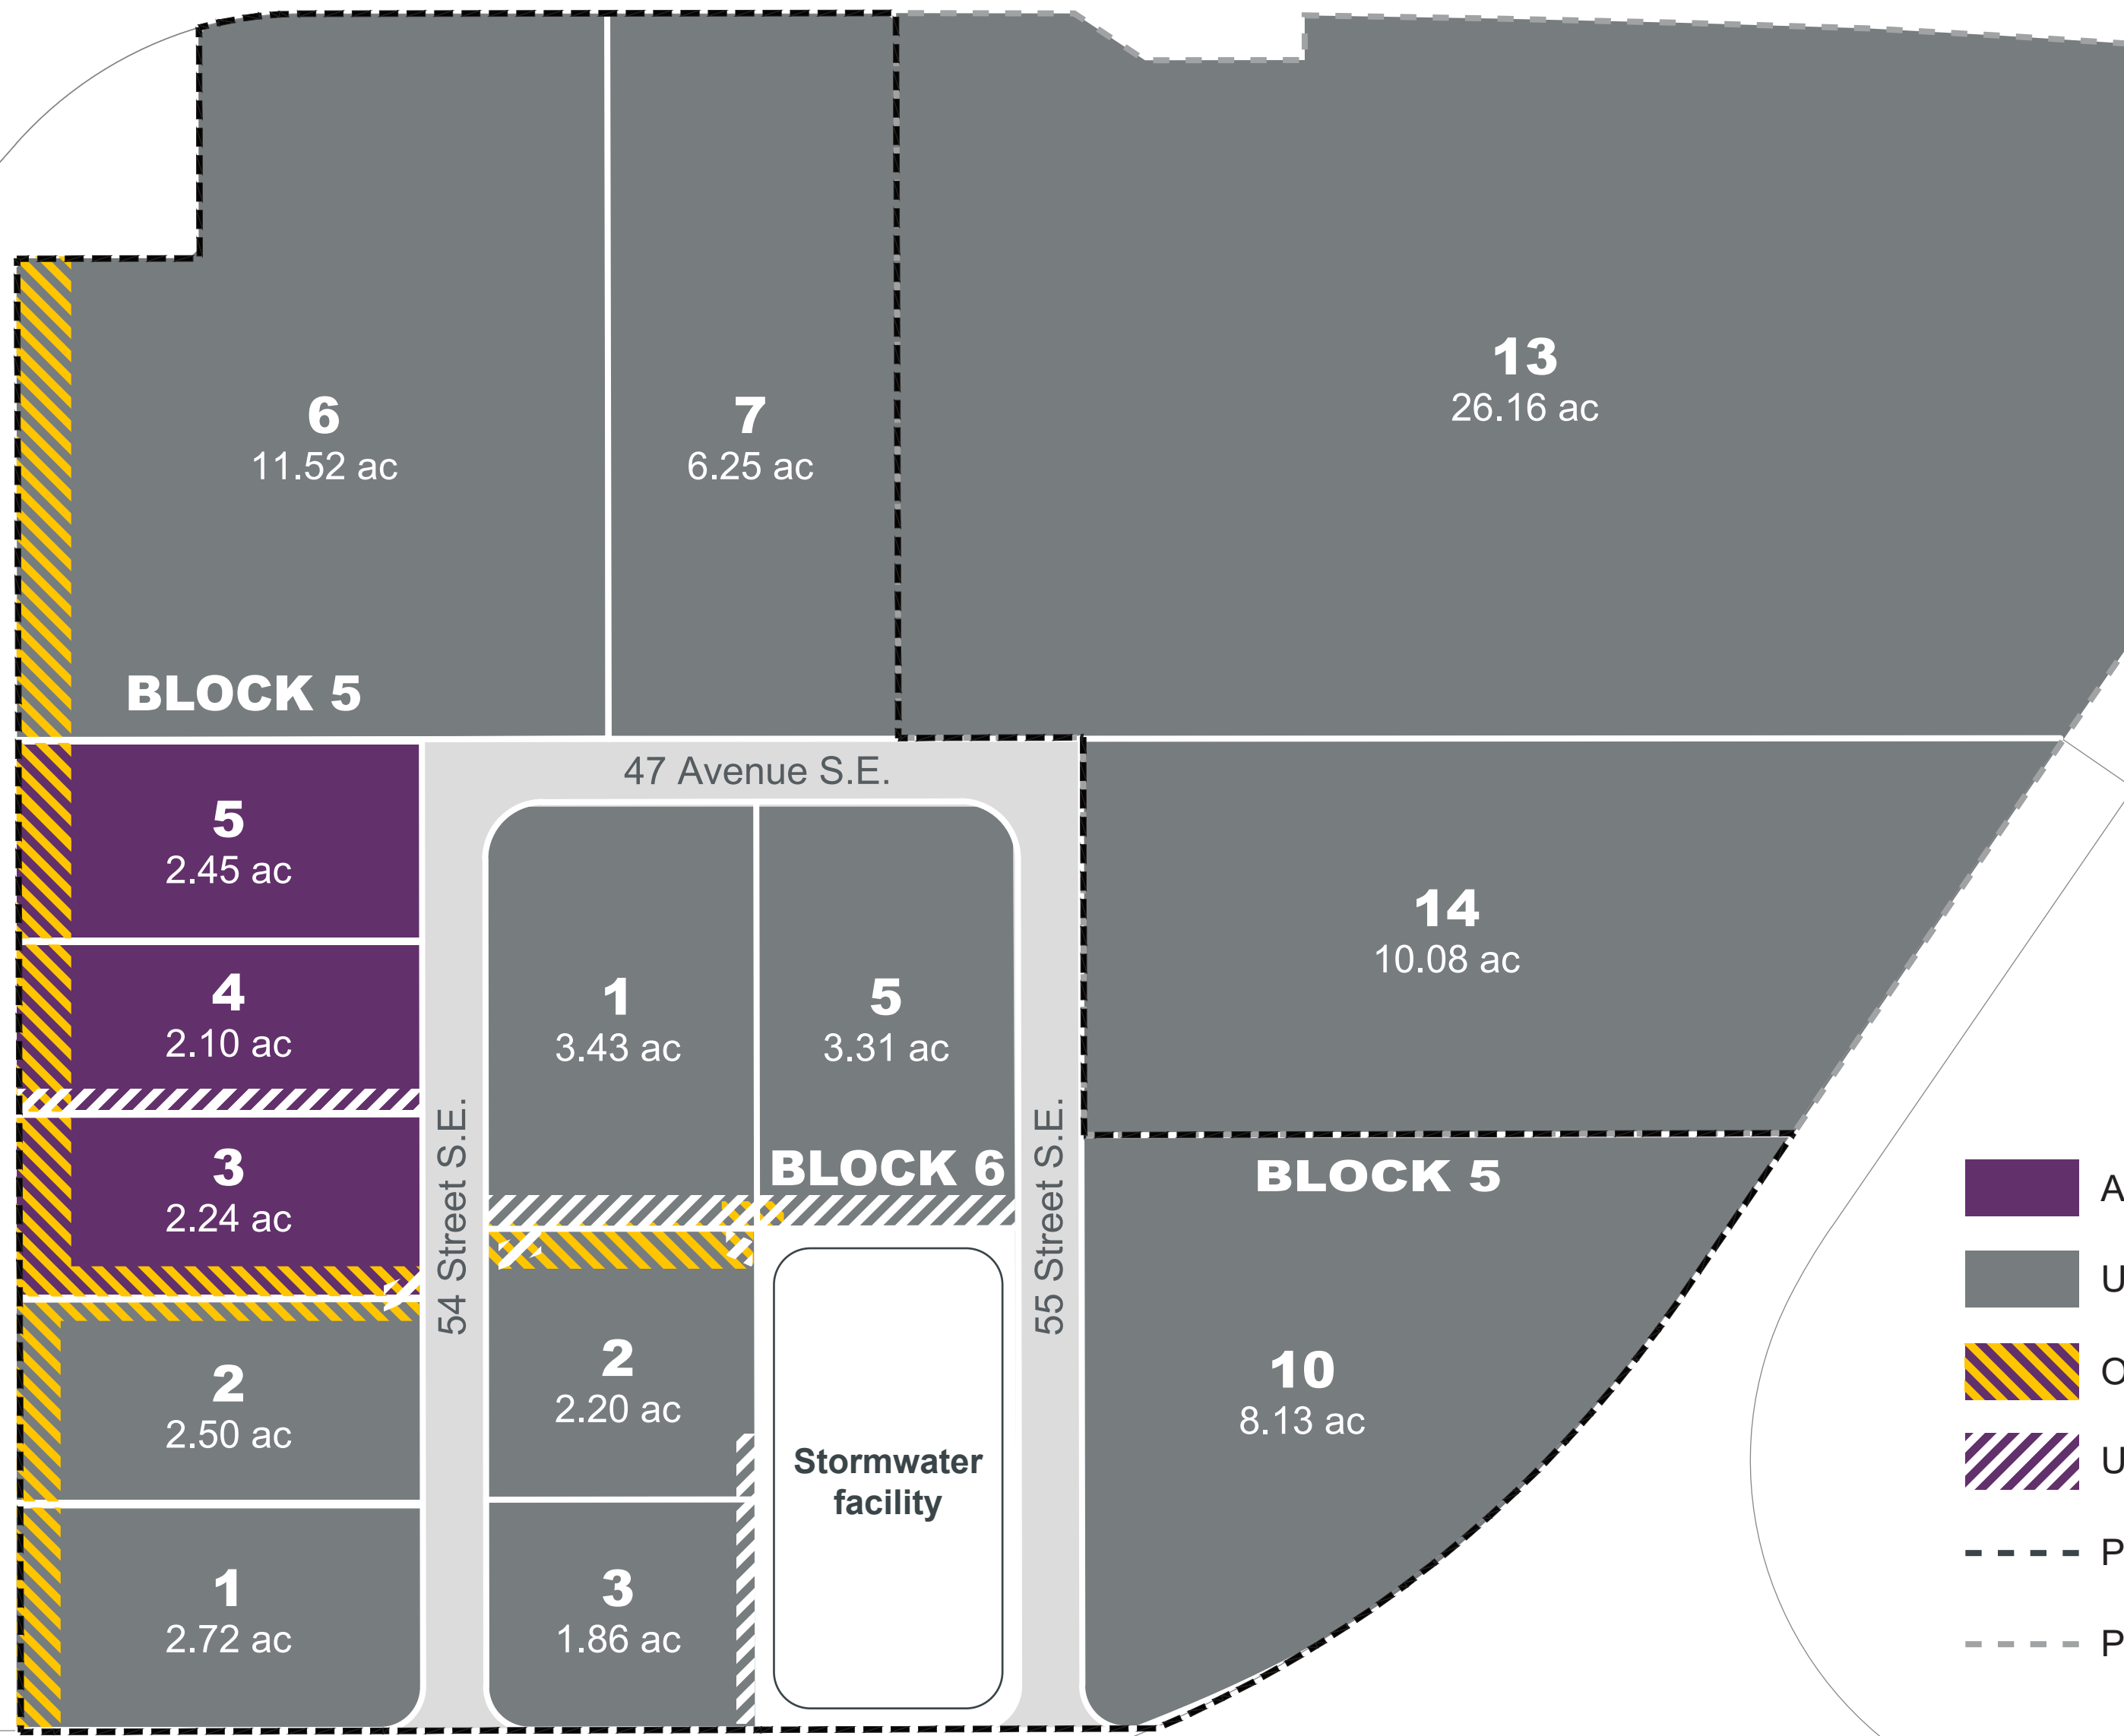 13
26.16 ac
6
11.52 ac
7
6.25 ac
BLOCK 5
47 Avenue S.E.
5
2.45 ac
4
2.10 ac
3
2.24 ac
2
2.50 ac
1
2.72 ac
54 Street S.E.
1
3.43 ac
5
3.31 ac
BLOCK 6
2
2.20 ac
3
1.86 ac
Stormwater
facility
55 Street S.E.
14
10.08 ac
BLOCK 5
10
8.13 ac
A
U
O
U
P
P